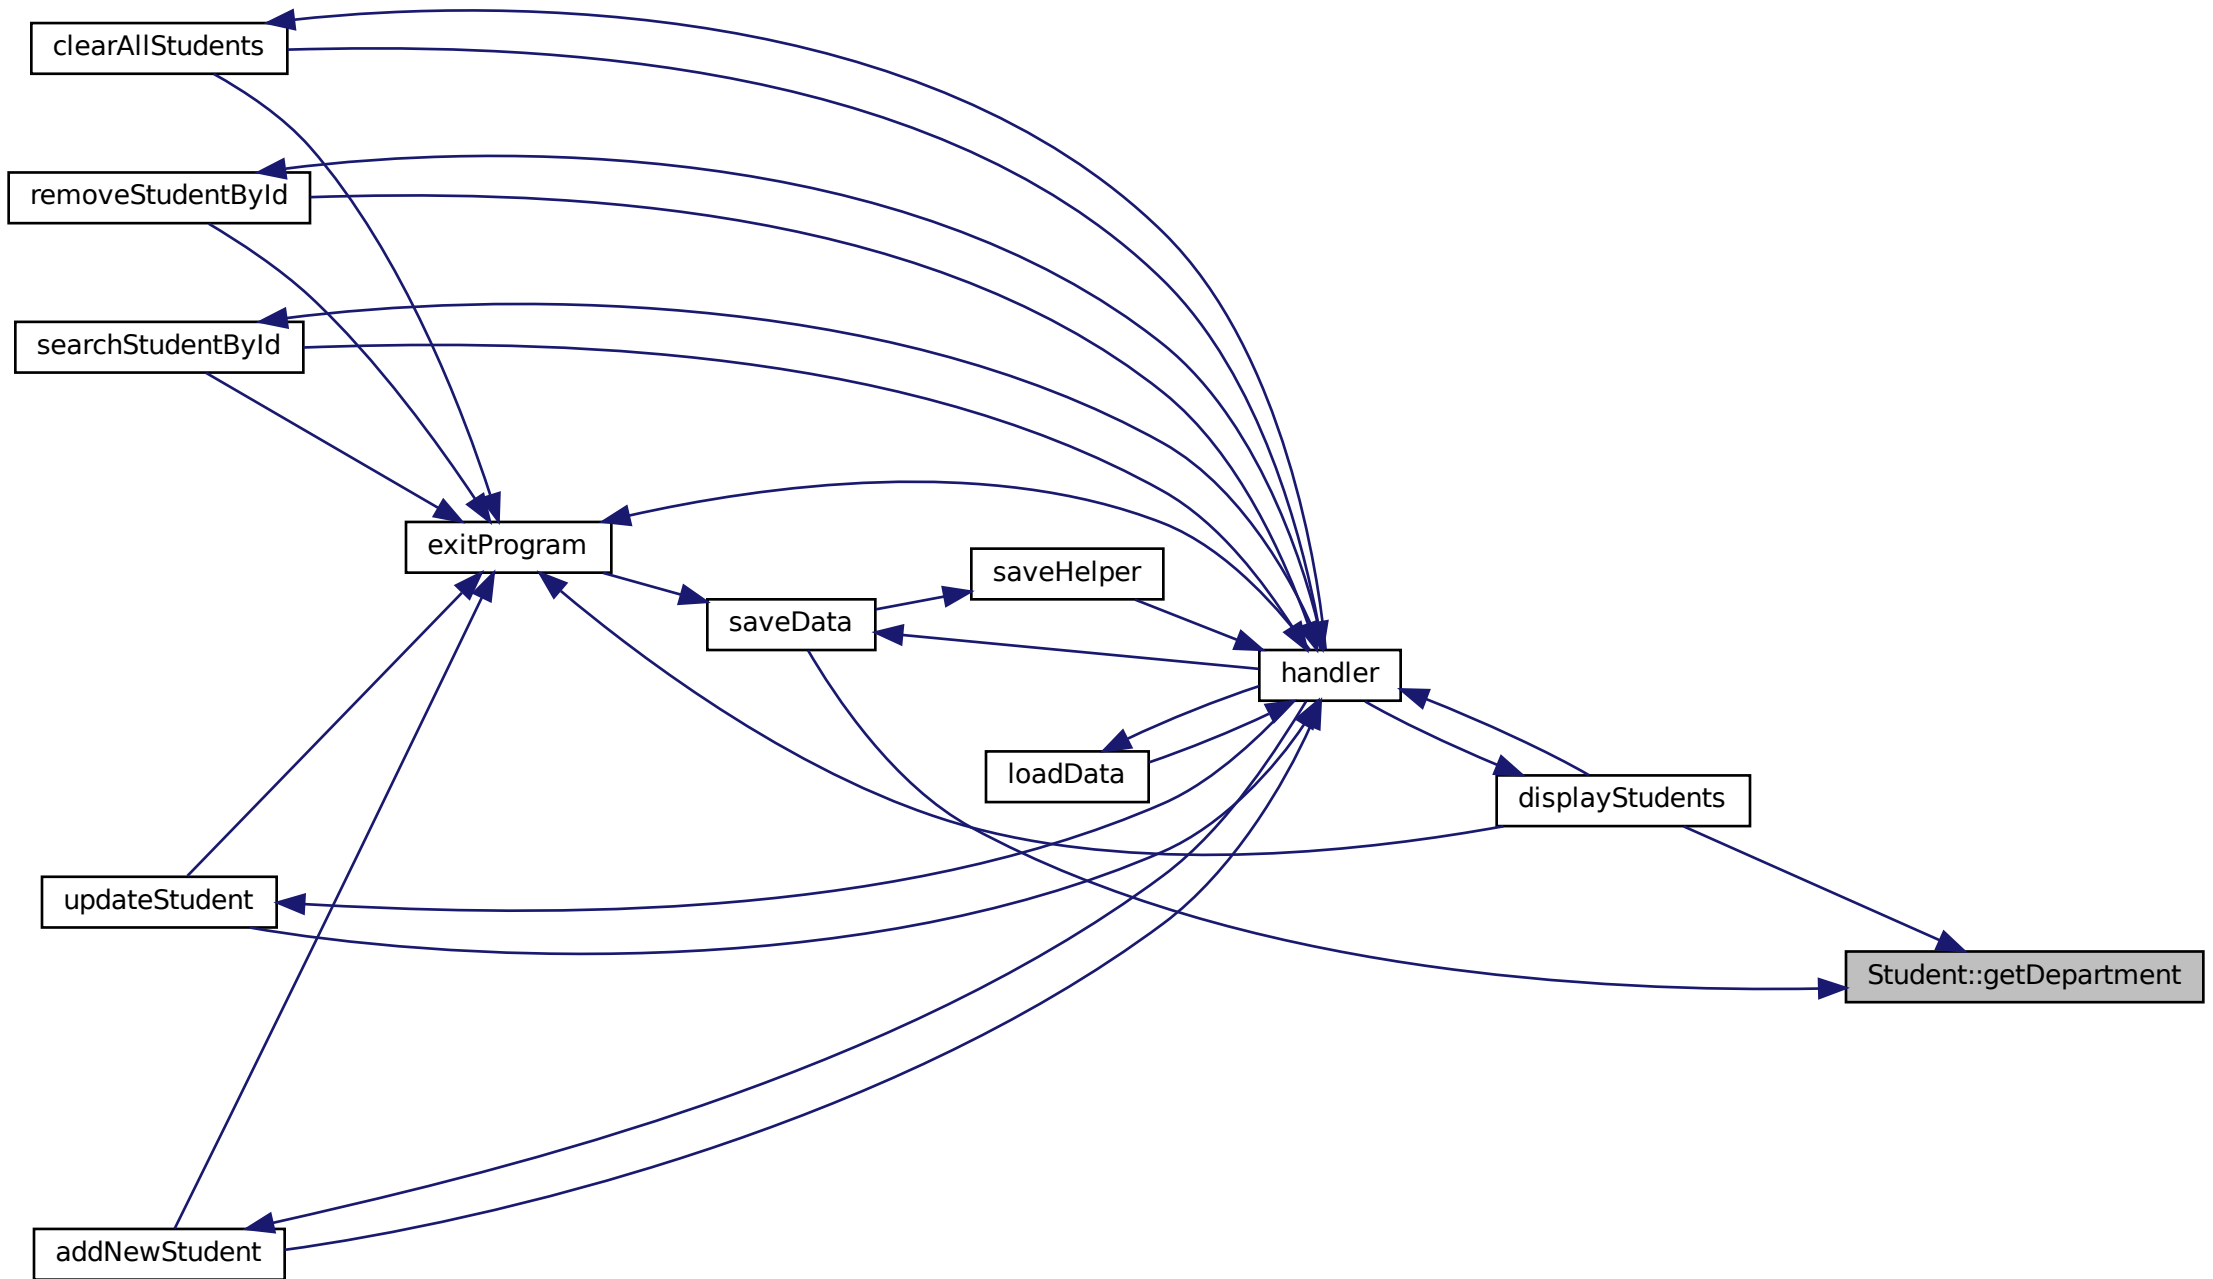 clearAllStudents
removeStudentById
searchStudentById
exitProgram
saveHelper
saveData
handler
loadData
displayStudents
updateStudent
Student::getDepartment
addNewStudent